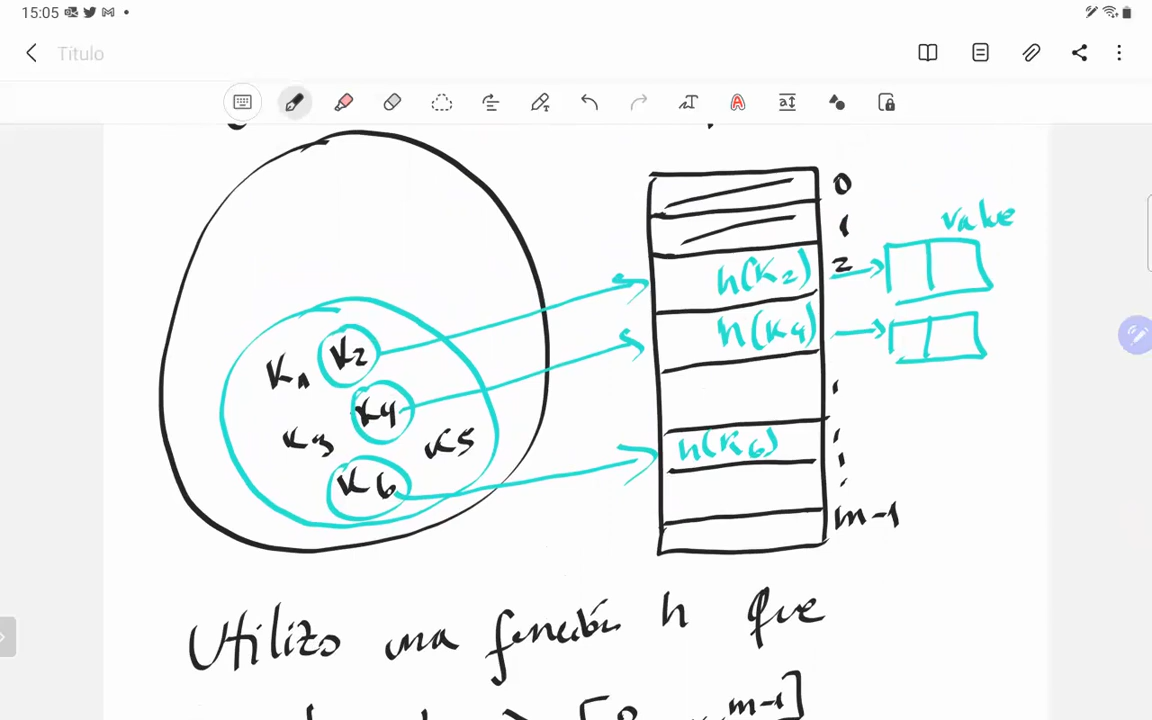 15:05
Título
0
1
value
h(K2) 2
h(K4)
K2
K1
K4
K3 K5
h(K6)
K6
m-1
Utilizo una función h que
m-1]